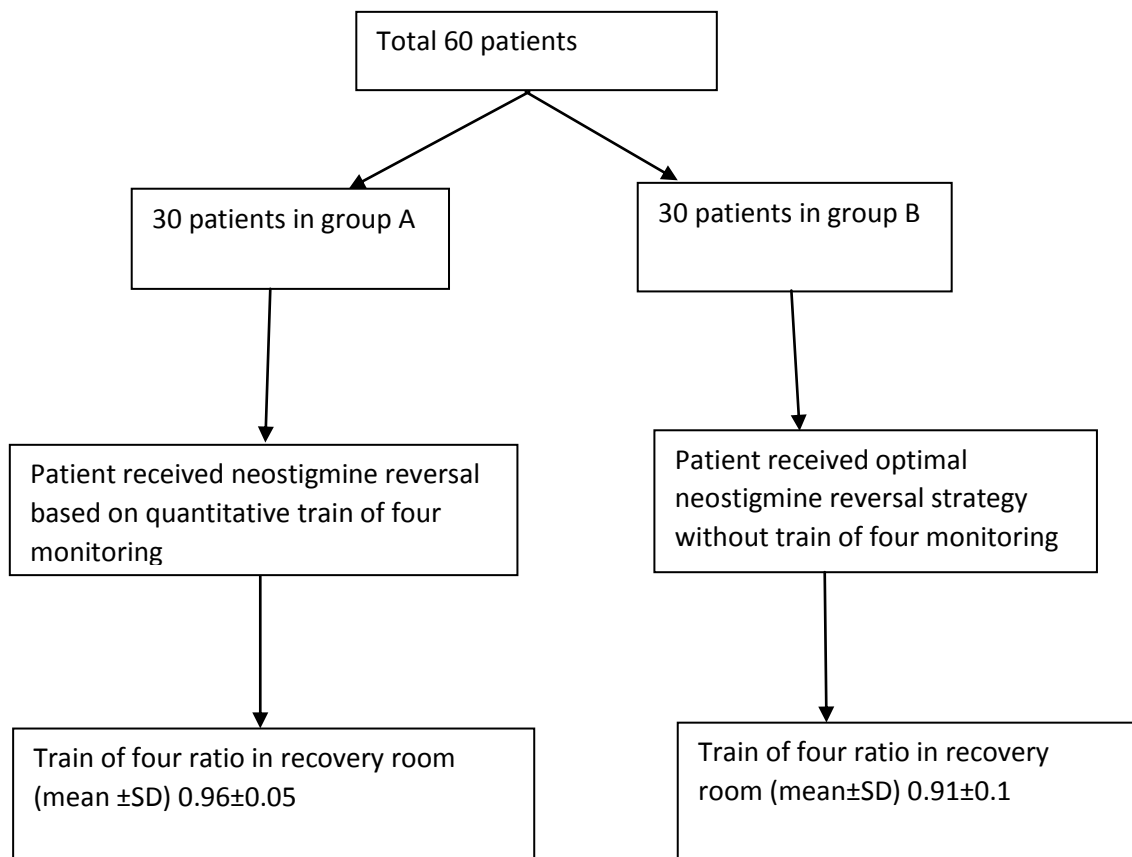 Total 60 patients
30 patients in group A
30 patients in group B
Patient received neostigmine reversal
based on quantitative train of four
monitoring
Patient received optimal
neostigmine reversal strategy
without train of four monitoring
Train of four ratio in recovery room
(mean ±SD) 0.96±0.05
Train of four ratio in recovery
room (mean±SD) 0.91±0.1